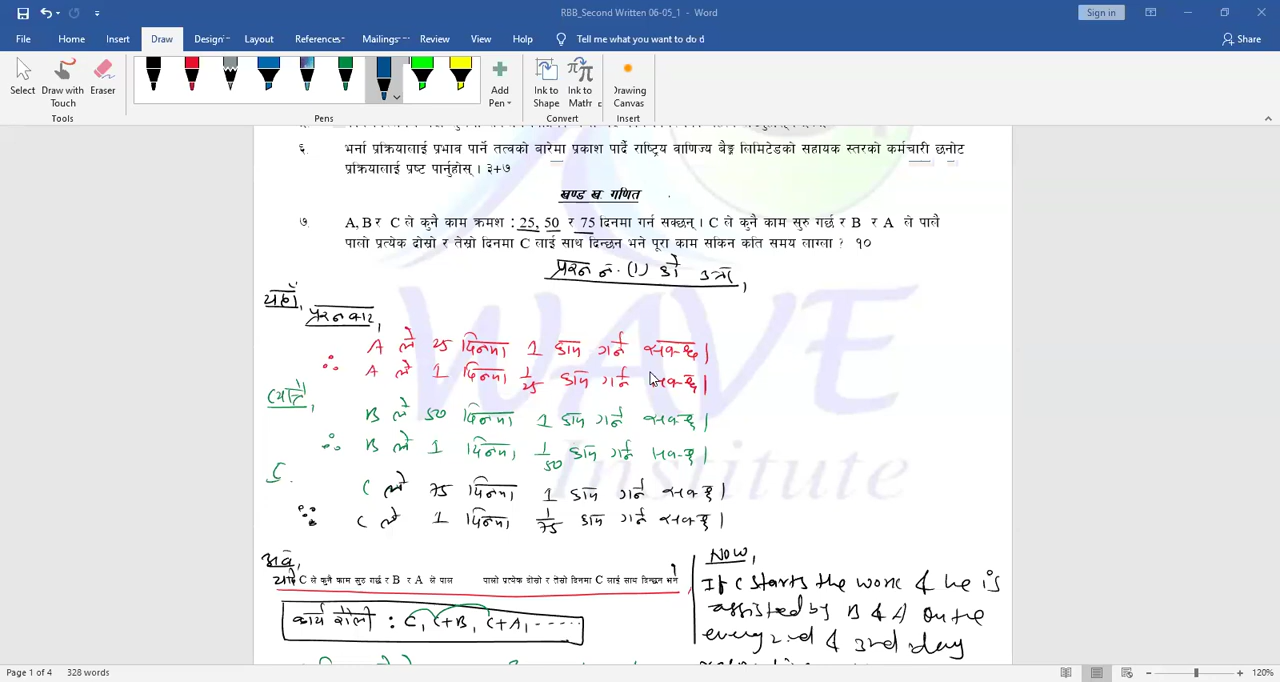 RBB_Second Written 06-05_1 - Word
Sign in
File Home Insert Draw Design Layout References Mailings Review View Help Tell me what you want to do d
Share
Select Draw with Touch Eraser Add Pen Ink to Shape Ink to Math Drawing Canvas
Tools Pens Convert Insert
६. भर्ना प्रक्रियालाई प्रभाव पार्ने तत्वको बारेमा प्रकाश पार्दै राष्ट्रिय वाणिज्य बैङ्क लिमिटेडको सहायक स्तरको कर्मचारी छनोट
प्रक्रियालाई प्रष्ट पार्नुहोस् । ३+७
खण्ड ख गणित
७. A, B र C ले कुनै काम क्रमश : 25, 50 र 75 दिनमा गर्न सक्छन् । C ले कुनै काम सुरु गर्छ र B र A ले पालै
पालो प्रत्येक दोस्रो र तेस्रो दिनमा C लाई साथ दिन्छन भने पूरा काम सकिन कति समय लाग्ला ? १०
प्रश्न नं. (1) को उत्तर
यहाँ,
प्रश्नबाट,
A ले 25 दिनमा 1 काम गर्न सक्छ।
∴ A ले 1 दिनमा 1/25 काम गर्न सक्छ।
त्यस्तै,
B ले 50 दिनमा 1 काम गर्न सक्छ।
∴ B ले 1 दिनमा 1/50 काम गर्न सक्छ।
C ले 75 दिनमा 1 काम गर्न सक्छ।
∴ C ले 1 दिनमा 1/75 काम गर्न सक्छ।
WAVE
Institute
अब,
यदि C ले कुनै काम सुरु गर्छ र B र A ले पाल पालो प्रत्येक दोस्रो र तेस्रो दिनमा C लाई साथ दिन्छन भने,
कार्य शैली : C, C+B, C+A, ------
Now,
If C starts the work & he is
assisted by B & A on the
every 2nd & 3rd day
Page 1 of 4 328 words
120%